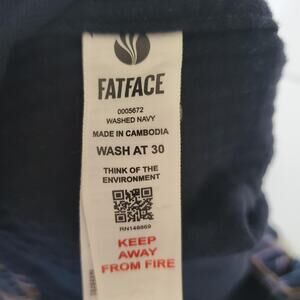 FATFACE
0005672
WASHED NAVY
MADE IN CAMBODIA
WASH AT 30
THINK OF THE
ENVIRONMENT
RN148869
KEEP
AWAY
FROM FIRE